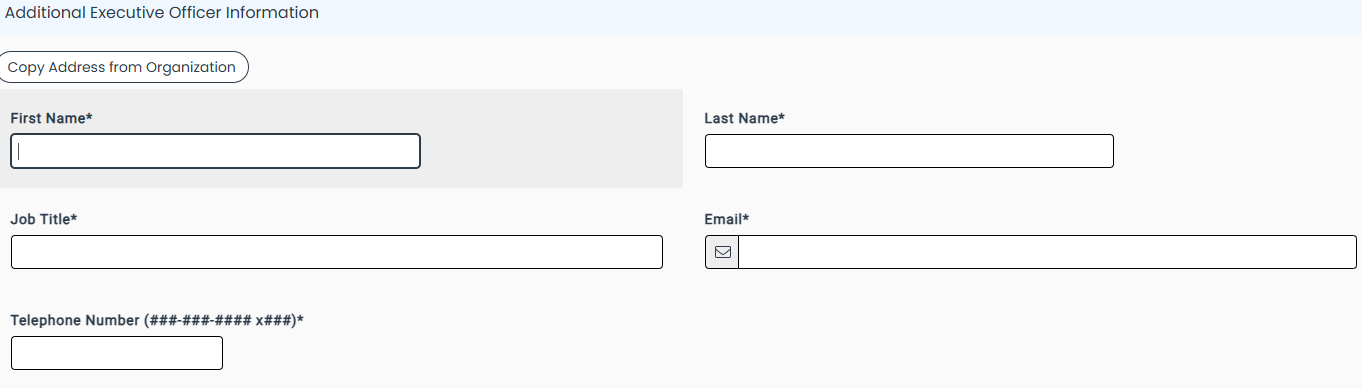 Additional Executive Officer Information
Copy Address from Organization
First Name*
Last Name*
Job Title*
Email*
Telephone Number (###-###-#### x###)*